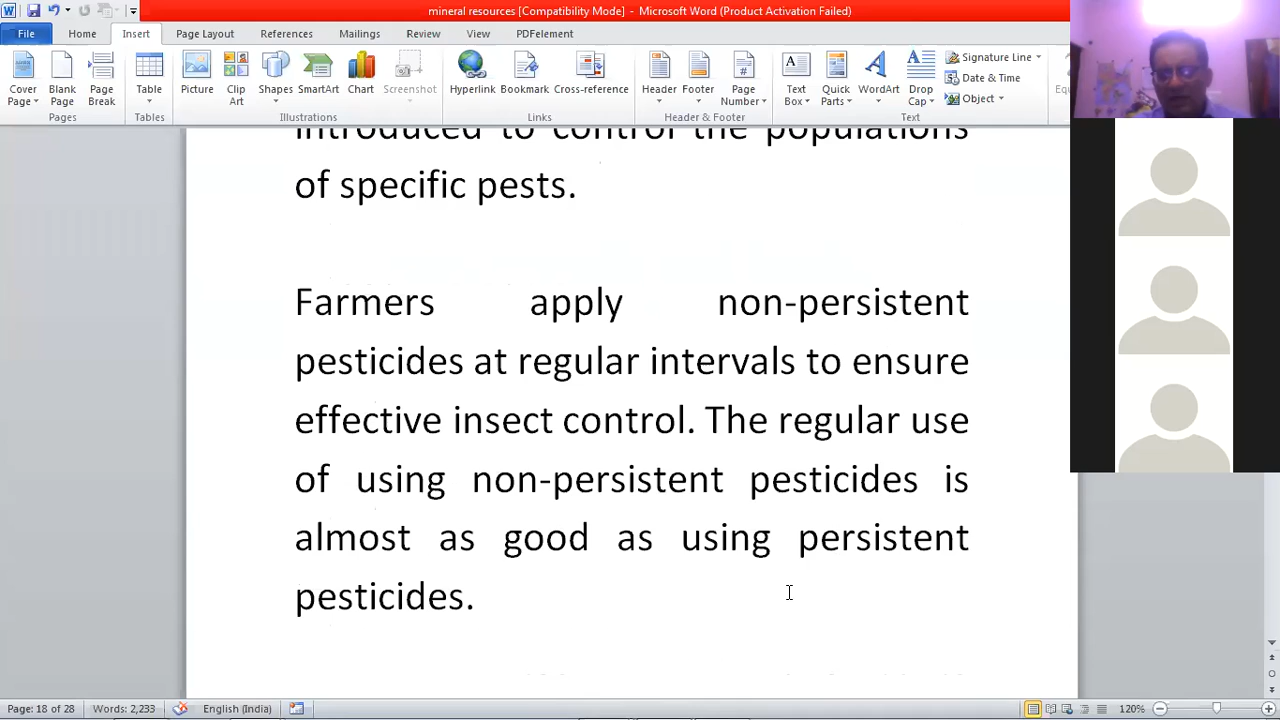 mineral resources [Compatibility Mode] - Microsoft Word (Product Activation Failed)
File Home Insert Page Layout References Mailings Review View PDFelement
Cover Page Blank Page Page Break Table Picture Clip Art Shapes SmartArt Chart Screenshot Hyperlink Bookmark Cross-reference Header Footer Page Number Text Box Quick Parts WordArt Drop Cap Signature Line Date & Time Object
Pages Tables Illustrations Links Header & Footer Text
introduced to control the populations
of specific pests.
Farmers apply non-persistent
pesticides at regular intervals to ensure
effective insect control. The regular use
of using non-persistent pesticides is
almost as good as using persistent
pesticides.
Page: 18 of 28 Words: 2,233 English (India) 120%